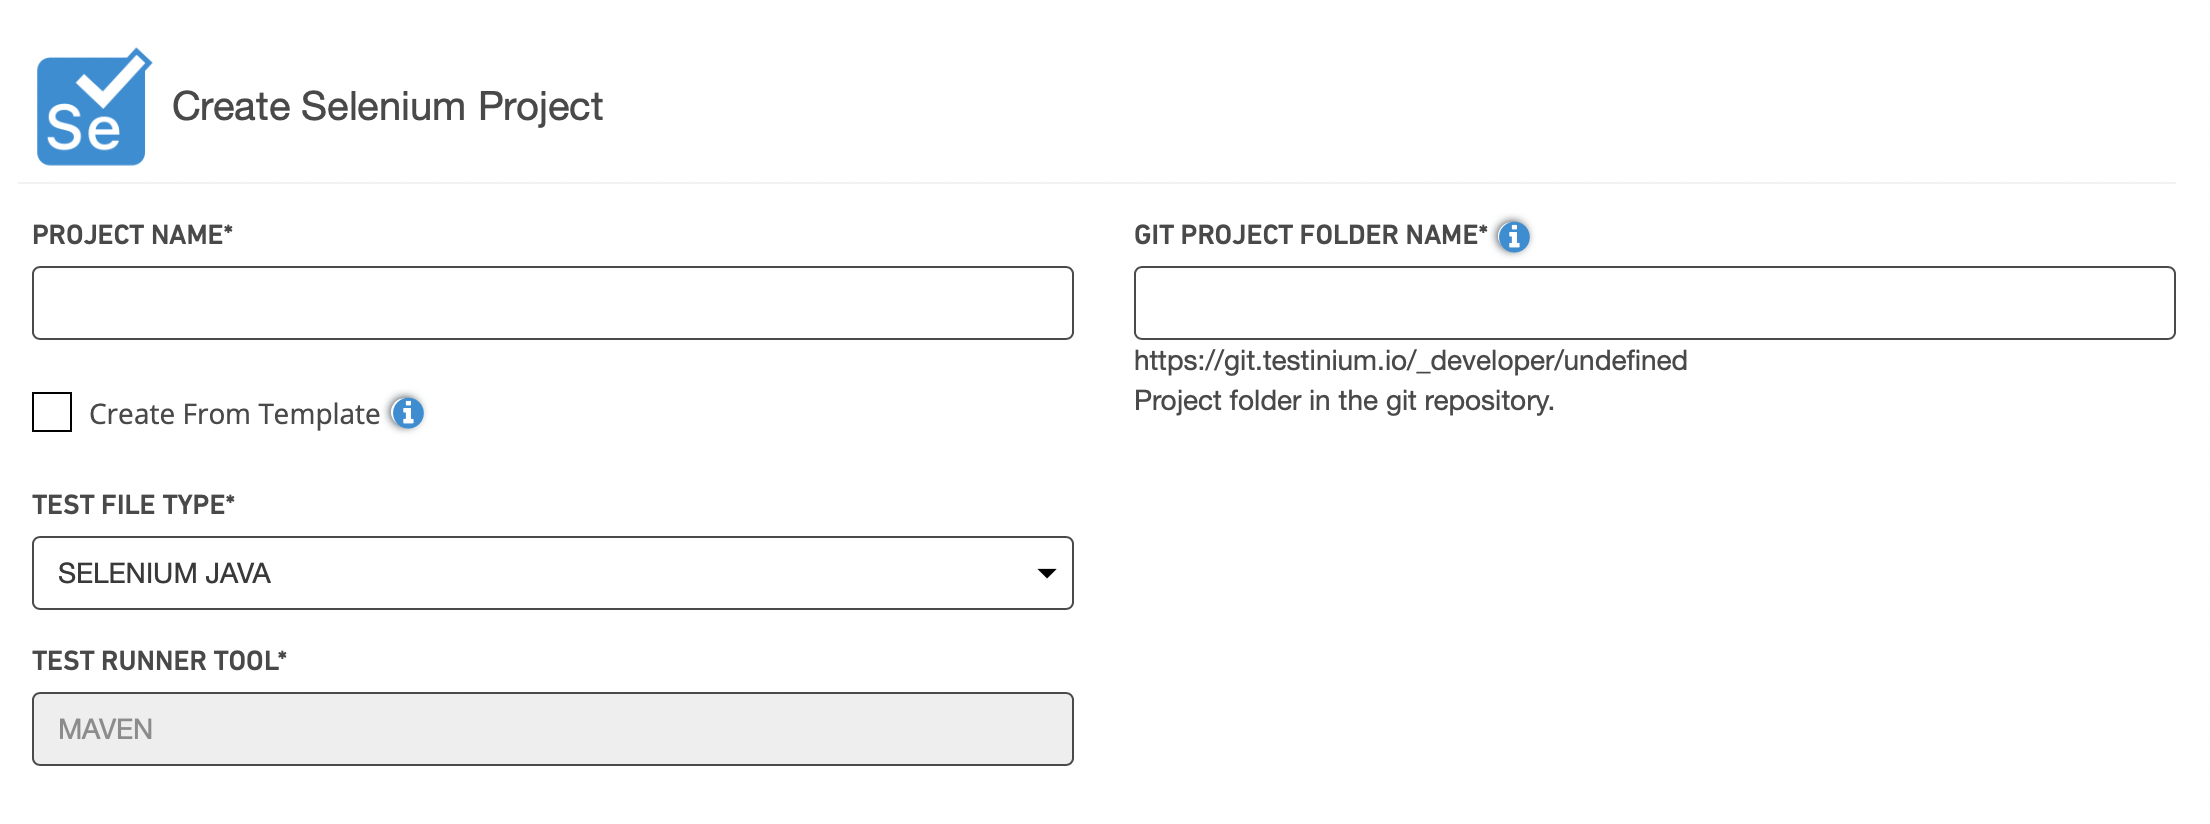 Se
Create Selenium Project
PROJECT NAME*
GIT PROJECT FOLDER NAME*
https://git.testinium.io/_developer/undefined
Project folder in the git repository.
Create From Template
TEST FILE TYPE*
SELENIUM JAVA
TEST RUNNER TOOL*
MAVEN